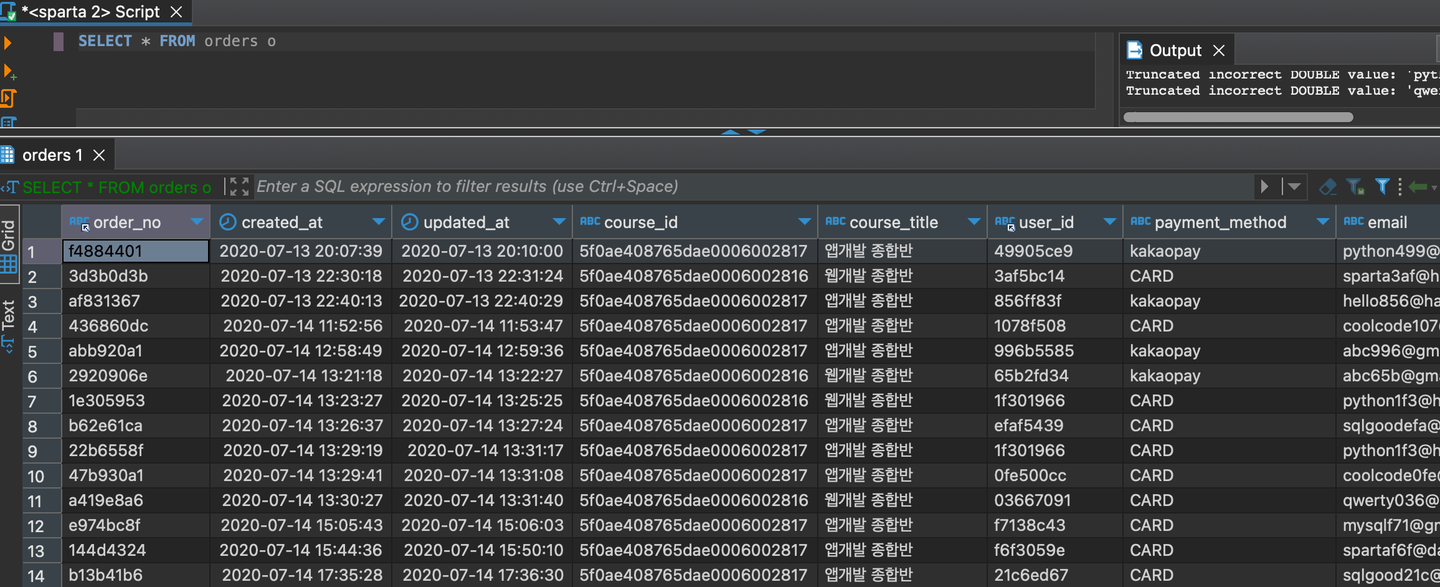 *<sparta 2> Script
SELECT * FROM orders o
Output
Truncated incorrect DOUBLE value: 'pyt
Truncated incorrect DOUBLE value: 'qwe
orders 1
SELECT * FROM orders o Enter a SQL expression to filter results (use Ctrl+Space)
Grid
Text
order_no created_at updated_at course_id course_title user_id payment_method email
1 f4884401 2020-07-13 20:07:39 2020-07-13 20:10:00 5f0ae408765dae0006002817 앱개발 종합반 49905ce9 kakaopay python499@
2 3d3b0d3b 2020-07-13 22:30:18 2020-07-13 22:31:24 5f0ae408765dae0006002816 웹개발 종합반 3af5bc14 CARD sparta3af@h
3 af831367 2020-07-13 22:40:13 2020-07-13 22:40:29 5f0ae408765dae0006002817 앱개발 종합반 856ff83f kakaopay hello856@ha
4 436860dc 2020-07-14 11:52:56 2020-07-14 11:53:47 5f0ae408765dae0006002817 앱개발 종합반 1078f508 CARD coolcode107
5 abb920a1 2020-07-14 12:58:49 2020-07-14 12:59:36 5f0ae408765dae0006002817 앱개발 종합반 996b5585 kakaopay abc996@gm
6 2920906e 2020-07-14 13:21:18 2020-07-14 13:22:27 5f0ae408765dae0006002816 웹개발 종합반 65b2fd34 kakaopay abc65b@gma
7 1e305953 2020-07-14 13:23:27 2020-07-14 13:25:25 5f0ae408765dae0006002816 웹개발 종합반 1f301966 CARD python1f3@h
8 b62e61ca 2020-07-14 13:26:37 2020-07-14 13:27:24 5f0ae408765dae0006002817 앱개발 종합반 efaf5439 CARD sqlgoodefa@
9 22b6558f 2020-07-14 13:29:19 2020-07-14 13:31:17 5f0ae408765dae0006002817 앱개발 종합반 1f301966 CARD python1f3@h
10 47b930a1 2020-07-14 13:29:41 2020-07-14 13:31:08 5f0ae408765dae0006002817 앱개발 종합반 0fe500cc CARD coolcode0fe@
11 a419e8a6 2020-07-14 13:30:27 2020-07-14 13:31:40 5f0ae408765dae0006002816 웹개발 종합반 03667091 CARD qwerty036@
12 e974bc8f 2020-07-14 15:05:43 2020-07-14 15:06:03 5f0ae408765dae0006002817 앱개발 종합반 f7138c43 CARD mysqlf71@gm
13 144d4324 2020-07-14 15:44:36 2020-07-14 15:50:10 5f0ae408765dae0006002817 앱개발 종합반 f6f3059e CARD spartaf6f@da
14 b13b41b6 2020-07-14 17:35:28 2020-07-14 17:36:30 5f0ae408765dae0006002817 앱개발 종합반 21c6ed67 CARD sqlgood21c@